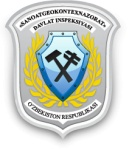 «SANOATGEOKONTEXNAZORAT»
DAVLAT INSPEKSIYASI
O'ZBEKISTON RESPUBLIKASI